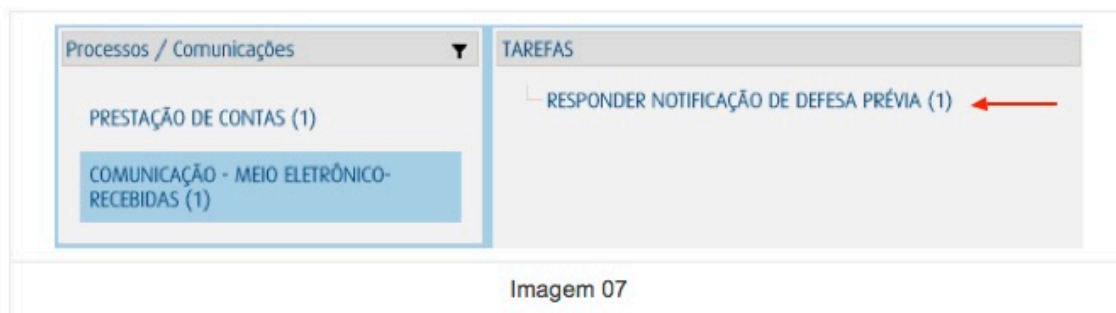 Processos / Comunicações
PRESTAÇÃO DE CONTAS (1)
COMUNICAÇÃO - MEIO ELETRÔNICO-
RECEBIDAS (1)
TAREFAS
RESPONDER NOTIFICAÇÃO DE DEFESA PRÉVIA (1)
Imagem 07